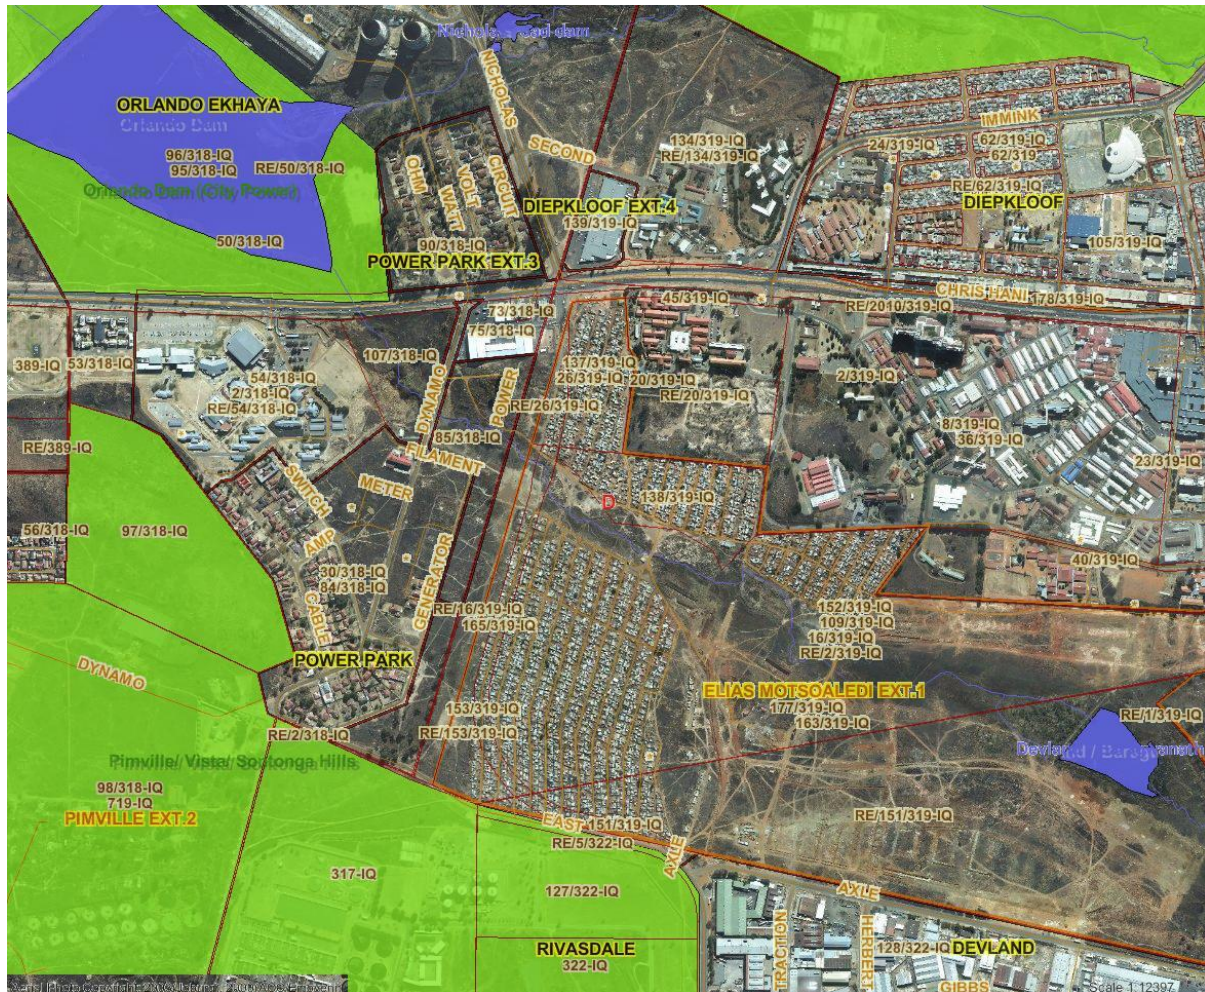 Nicholas
NICHOLAS
ORLANDO EKHAYA
Orlando Dam
96/318-IQ
95/318-IQ
RE/50/318-IQ
Orlando Dam (City Power)
50/318-IQ
OHM
WATT
VOLT
CIRCUIT
90/318-IQ
POWER PARK EXT.3
SECOND
DIEPKLOOF EXT.4
139/319-IQ
134/319-IQ
RE/134/319-IQ
IMMINK
24/319-IQ
62/319-IQ
62/319
RE/62/319-IQ
DIEPKLOOF
105/319-IQ
CHRIS HANI
178/319-IQ
45/319-IQ
RE/2010/319-IQ
73/318-IQ
75/318-IQ
389-IQ
53/318-IQ
107/318-IQ
54/318-IQ
2/318-IQ
RE/54/318-IQ
DYNAMO
POWER
137/319-IQ
26/319-IQ
20/319-IQ
RE/20/319-IQ
RE/26/319-IQ
2/319-IQ
8/319-IQ
36/319-IQ
23/319-IQ
85/318-IQ
FILAMENT
RE/389-IQ
SWITCH
METER
138/319-IQ
D
56/318-IQ
97/318-IQ
AMP
30/318-IQ
84/318-IQ
CABLE
GENERATOR
40/319-IQ
RE/16/319-IQ
165/319-IQ
152/319-IQ
109/319-IQ
16/319-IQ
RE/2/319-IQ
DYNAMO
POWER PARK
ELIAS MOTSOALEDI EXT.1
177/319-IQ
163/319-IQ
153/319-IQ
RE/153/319-IQ
RE/1/319-IQ
RE/2/318-IQ
Pimville/ Vista/ Sontonga Hills
98/318-IQ
719-IQ
PIMVILLE EXT.2
EAST
151/319-IQ
RE/151/319-IQ
RE/5/322-IQ
AXLE
317-IQ
127/322-IQ
AXLE
RIVASDALE
322-IQ
TRACTION
HERBERT
128/322-IQ
DEVLAND
GIBBS
Scale 1:12397